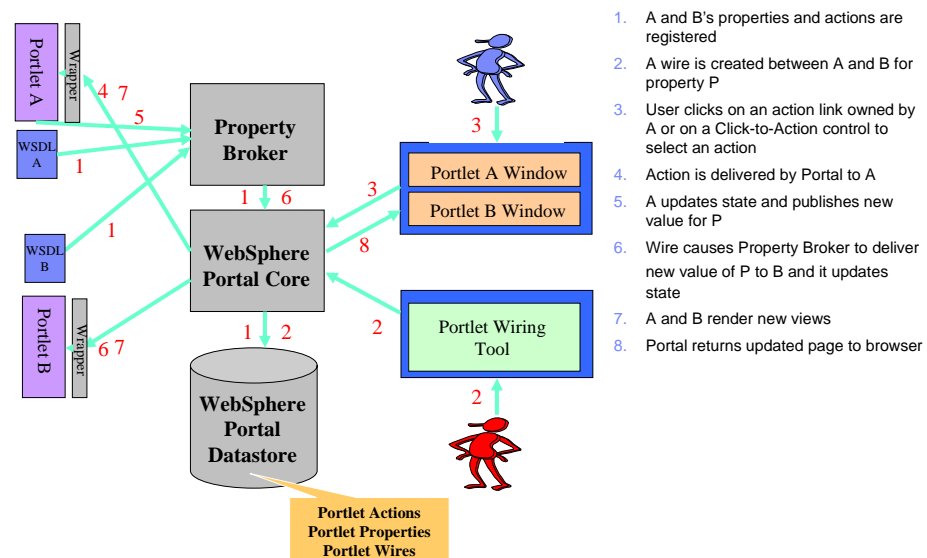 Portlet A
Wrapper
4 7
5
WSDL
A
1
1
WSDL
B
Portlet B
Wrapper
6 7
Property
Broker
1 6
WebSphere
Portal Core
1 2
WebSphere
Portal
Datastore
Portlet Actions
Portlet Properties
Portlet Wires
3
Portlet A Window
Portlet B Window
3
8
2
Portlet Wiring
Tool
2
1. A and B's properties and actions are
registered
2. A wire is created between A and B for
property P
3. User clicks on an action link owned by
A or on a Click-to-Action control to
select an action
4. Action is delivered by Portal to A
5. A updates state and publishes new
value for P
6. Wire causes Property Broker to deliver
new value of P to B and it updates
state
7. A and B render new views
8. Portal returns updated page to browser